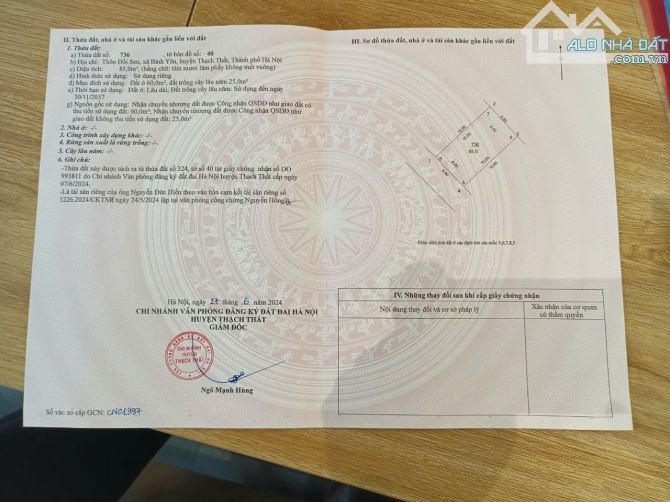 II. Thửa đất, nhà ở và tài sản khác gắn liền với đất
1. Thửa đất:
a) Thửa đất số: 736 tờ bản đồ số: 40
b) Địa chỉ: Thôn Đồi Sen, xã Bình Yên, huyện Thạch Thất, Thành phố Hà Nội
c) Diện tích: 85,0m², (bằng chữ: tám mươi lăm phẩy không mét vuông)
d) Hình thức sử dụng: Sử dụng riêng
đ) Mục đích sử dụng: Đất ở 60,0m²; đất trồng cây lâu năm 25,0m²
e) Thời hạn sử dụng: Đất ở: Lâu dài; Đất trồng cây lâu năm: Sử dụng đến ngày
30/11/2057
g) Nguồn gốc sử dụng: Nhận chuyển nhượng đất được Công nhận QSDĐ như giao đất có
thu tiền sử dụng đất: 60,0m²; Nhận chuyển nhượng đất được Công nhận QSDĐ như
giao đất không thu tiền sử dụng đất: 25,0m²
2. Nhà ở: -/-
3. Công trình xây dựng khác: -/-
4. Rừng sản xuất là rừng trồng: -/-
5. Cây lâu năm: -/-
6. Ghi chú:
-Thửa đất này được tách ra từ thửa đất số 324, tờ số 40 tại giấy chứng nhận số DO
993811 do Chi nhánh Văn phòng đăng ký đất đai Hà Nội huyện Thạch Thất cấp ngày
07/6/2024.
-Là tài sản riêng của ông Nguyễn Đức Hiển theo văn bản cam kết tài sản riêng số
1226.2024/CKTSR ngày 24/5/2024 lập tại văn phòng công chứng Nguyễn Hồng
Hà Nội, ngày 27 tháng 6 năm 2024
CHI NHÁNH VĂN PHÒNG ĐĂNG KÝ ĐẤT ĐAI HÀ NỘI
HUYỆN THẠCH THẤT
GIÁM ĐỐC
CHI NHÁNH
HUYỆN
THẠCH THẤT
Ngô Mạnh Hùng
Số vào sổ cấp GCN: CN01997
III. Sơ đồ thửa đất, nhà ở và tài sản khác gắn liền với đất
736
85.0
IV. Những thay đổi sau khi cấp giấy chứng nhận
Nội dung thay đổi và cơ sở pháp lý
Xác nhận của cơ quan
có thẩm quyền
ALO NHÀ ĐẤT